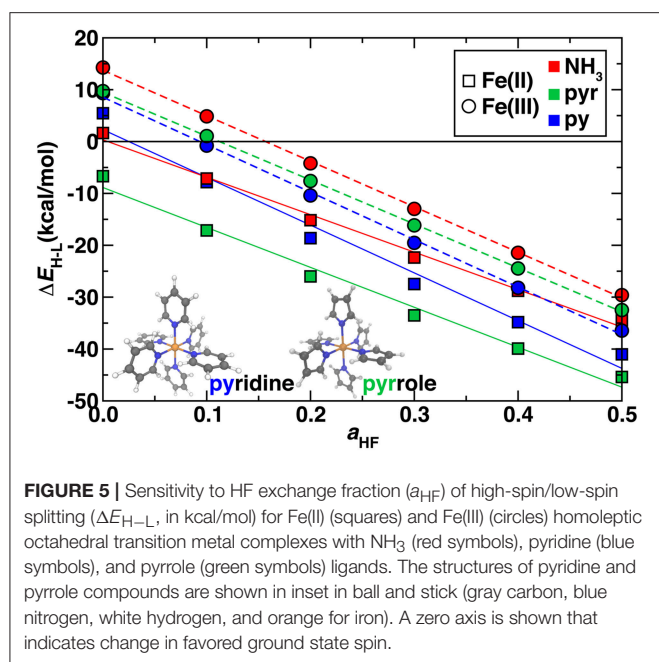 20
10
0
-10
-20
-30
-40
-50
ΔE_H-L (kcal/mol)
Fe(II)
Fe(III)
NH₃
pyr
py
pyridine
pyrrole
0.0 0.1 0.2 0.3 0.4 0.5
a_HF
FIGURE 5 | Sensitivity to HF exchange fraction (a_HF) of high-spin/low-spin
splitting (ΔE_H–L, in kcal/mol) for Fe(II) (squares) and Fe(III) (circles) homoleptic
octahedral transition metal complexes with NH₃ (red symbols), pyridine (blue
symbols), and pyrrole (green symbols) ligands. The structures of pyridine and
pyrrole compounds are shown in inset in ball and stick (gray carbon, blue
nitrogen, white hydrogen, and orange for iron). A zero axis is shown that
indicates change in favored ground state spin.